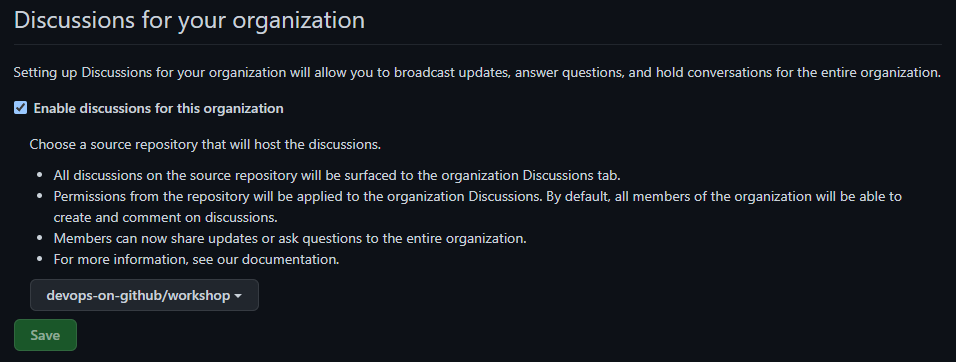 Discussions for your organization
Setting up Discussions for your organization will allow you to broadcast updates, answer questions, and hold conversations for the entire organization.
Enable discussions for this organization
Choose a source repository that will host the discussions.
• All discussions on the source repository will be surfaced to the organization Discussions tab.
• Permissions from the repository will be applied to the organization Discussions. By default, all members of the organization will be able to
create and comment on discussions.
• Members can now share updates or ask questions to the entire organization.
• For more information, see our documentation.
devops-on-github/workshop
Save